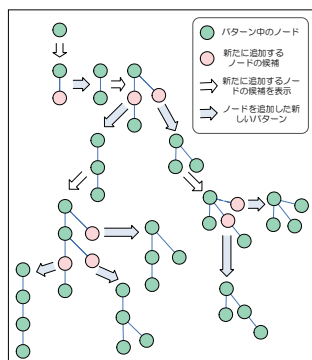 パターン中のノード
新たに追加する
ノードの候補
新たに追加するノー
ドの候補を表示
ノードを追加した新
しいパターン